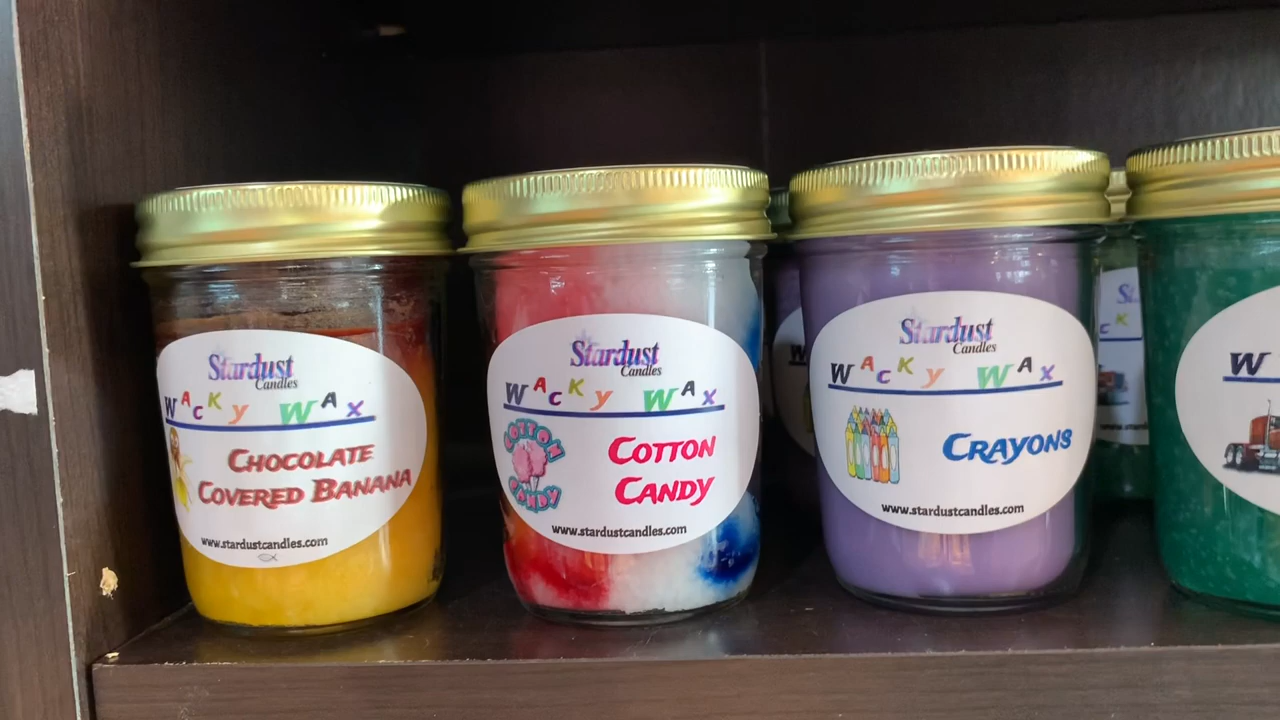 Stardust
Candles
WACKY WAX
CHOCOLATE
COVERED BANANA
www.stardustcandles.com
Stardust
Candles
WACKY WAX
COTTON
CANDY
COTTON
CANDY
www.stardustcandles.com
Stardust
Candles
WACKY WAX
CRAYONS
www.stardustcandles.com
W